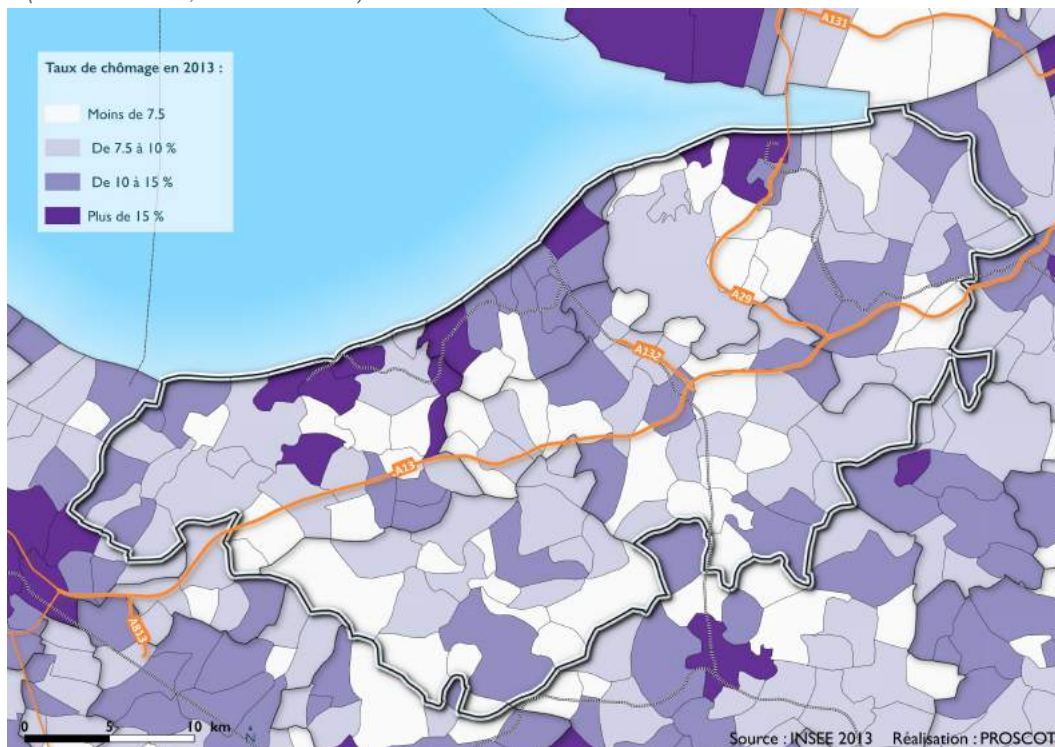 Taux de chômage en 2013 :
Moins de 7.5
De 7.5 à 10 %
De 10 à 15 %
Plus de 15 %
A131
A29
A132
A13
A813
0 5 10 km
N
Source : INSEE 2013 Réalisation : PROSCOT